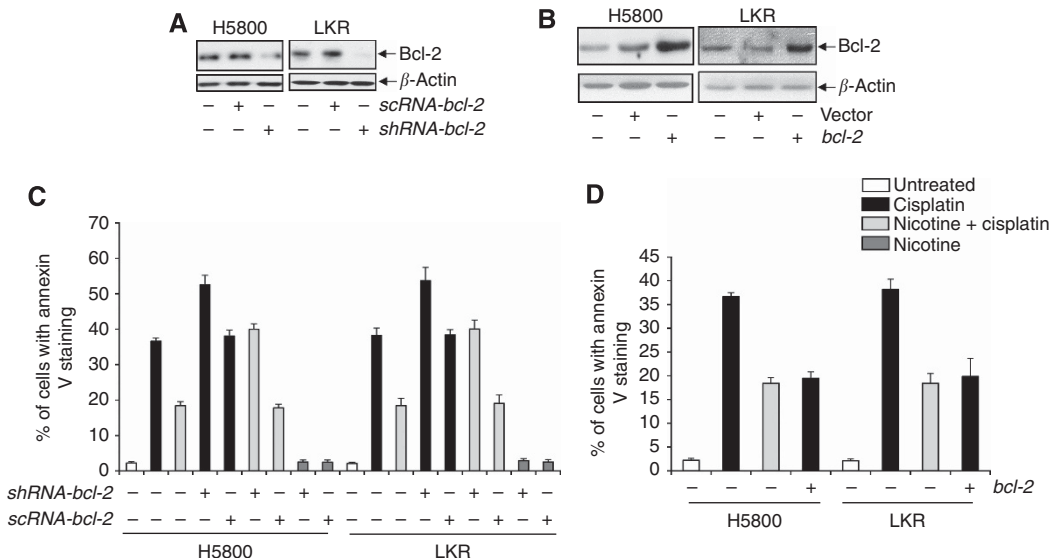 A
H5800
LKR
Bcl-2
β-Actin
– + – – + – scRNA-bcl-2
– – + – – + shRNA-bcl-2
B
H5800
LKR
Bcl-2
β-Actin
– + – – + – Vector
– – + – – + bcl-2
C
% of cells with annexin
V staining
70
60
50
40
30
20
10
0
shRNA-bcl-2 – – – + – + – + – – – – + – + – + –
scRNA-bcl-2 – – – – + – + – + – – – – + – + – +
H5800
LKR
D
Untreated
Cisplatin
Nicotine + cisplatin
Nicotine
% of cells with annexin
V staining
45
40
35
30
25
20
15
10
5
0
– – – + – – – + bcl-2
H5800
LKR